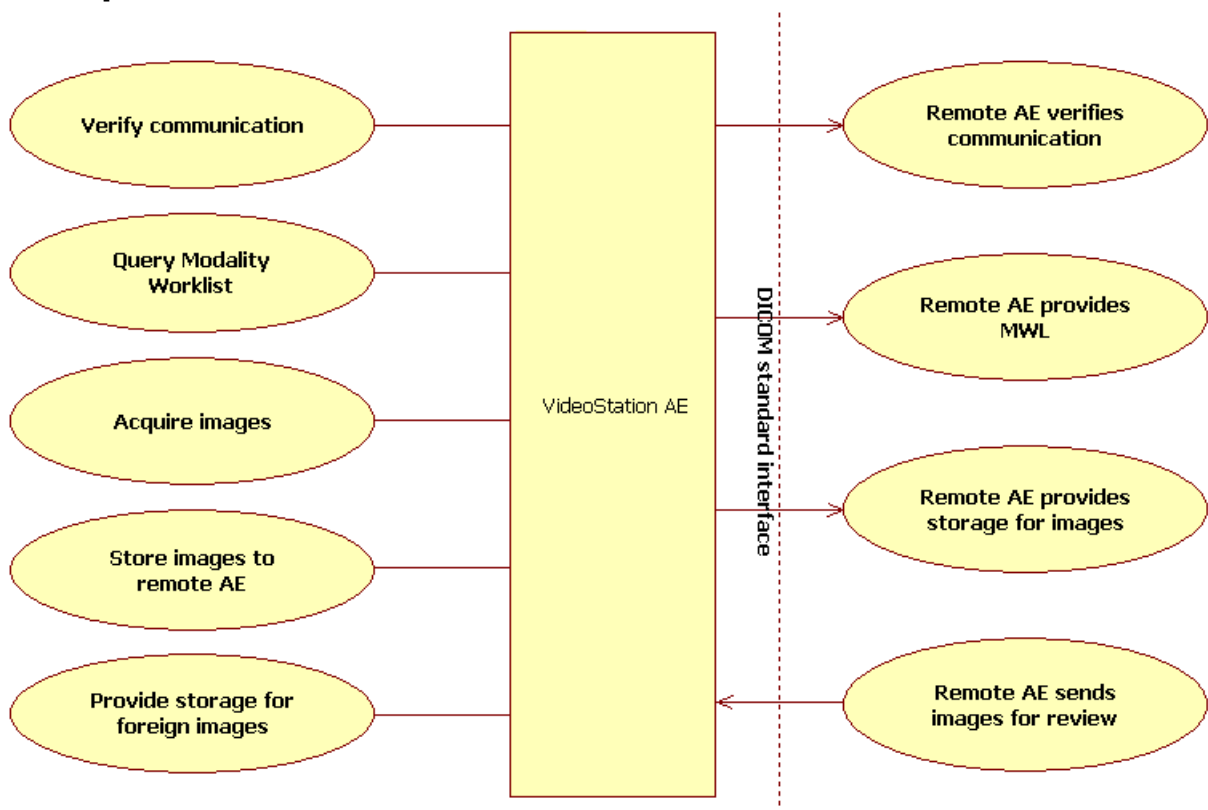 Verify communication
Query Modality
Worklist
Acquire images
Store images to
remote AE
Provide storage for
foreign images
VideoStation AE
DICOM standard interface
Remote AE verifies
communication
Remote AE provides
MWL
Remote AE provides
storage for images
Remote AE sends
images for review